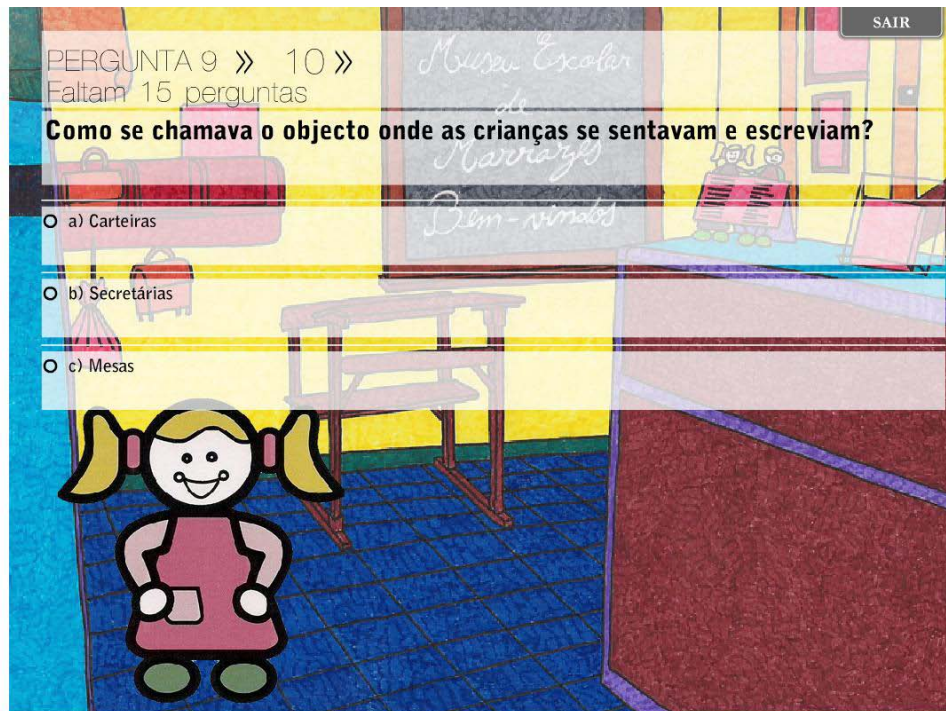 SAIR
PERGUNTA 9 » 10 »
Faltam 15 perguntas
Museu Escolar
de
Marrazes
Bem-vindos
Como se chamava o objecto onde as crianças se sentavam e escreviam?
a) Carteiras
b) Secretárias
c) Mesas